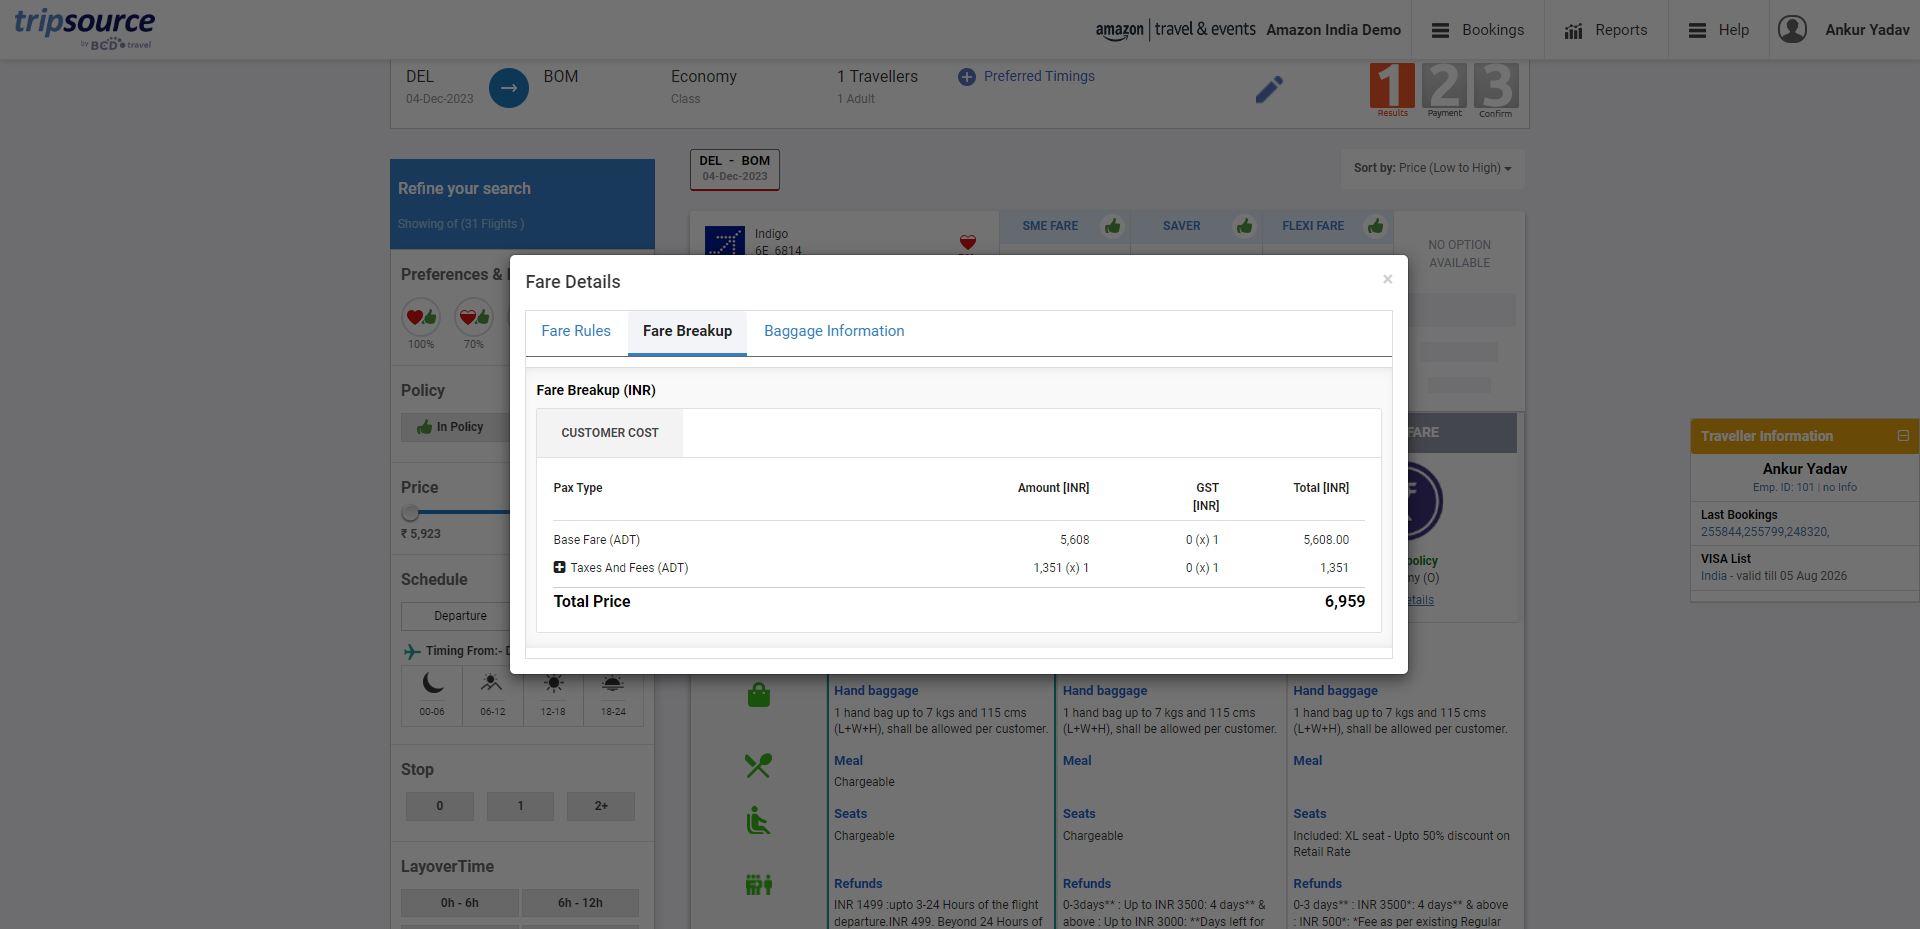 tripsource
by BCD travel
amazon | travel & events Amazon India Demo
Bookings
Reports
Help
Ankur Yadav
DEL
04-Dec-2023
BOM
Economy
Class
1 Travellers
1 Adult
Preferred Timings
1 2 3
Results Payment Confirm
DEL - BOM
04-Dec-2023
Sort by: Price (Low to High)
Refine your search
Showing of (31 Flights )
Indigo
6E 6814
SME FARE
SAVER
FLEXI FARE
NO OPTION
AVAILABLE
Preferences &
100%
70%
Policy
In Policy
Price
₹ 5,923
Schedule
Departure
Timing From:-
00-06
06-12
12-18
18-24
Stop
0
1
2+
LayoverTime
0h - 6h
6h - 12h
Fare Details
×
Fare Rules
Fare Breakup
Baggage Information
Fare Breakup (INR)
CUSTOMER COST
Pax Type
Amount [INR]
GST
[INR]
Total [INR]
Base Fare (ADT)
5,608
0 (x) 1
5,608.00
Taxes And Fees (ADT)
1,351 (x) 1
0 (x) 1
1,351
Total Price
6,959
FARE
policy
my (O)
etails
Traveller Information
Ankur Yadav
Emp. ID: 101 | no Info
Last Bookings
255844,255799,248320,
VISA List
India - valid till 05 Aug 2026
Hand baggage
1 hand bag up to 7 kgs and 115 cms
(L+W+H), shall be allowed per customer.
Meal
Chargeable
Seats
Chargeable
Refunds
INR 1499 :upto 3-24 Hours of the flight
departure.INR 499. Beyond 24 Hours of
Hand baggage
1 hand bag up to 7 kgs and 115 cms
(L+W+H), shall be allowed per customer.
Meal
Seats
Chargeable
Refunds
0-3days** : Up to INR 3500: 4 days** &
above : Up to INR 3000: **Days left for
Hand baggage
1 hand bag up to 7 kgs and 115 cms
(L+W+H), shall be allowed per customer.
Meal
Seats
Included: XL seat - Upto 50% discount on
Retail Rate
Refunds
0-3 days** : INR 3500*: 4 days** & above
: INR 500*: *Fee as per existing Regular